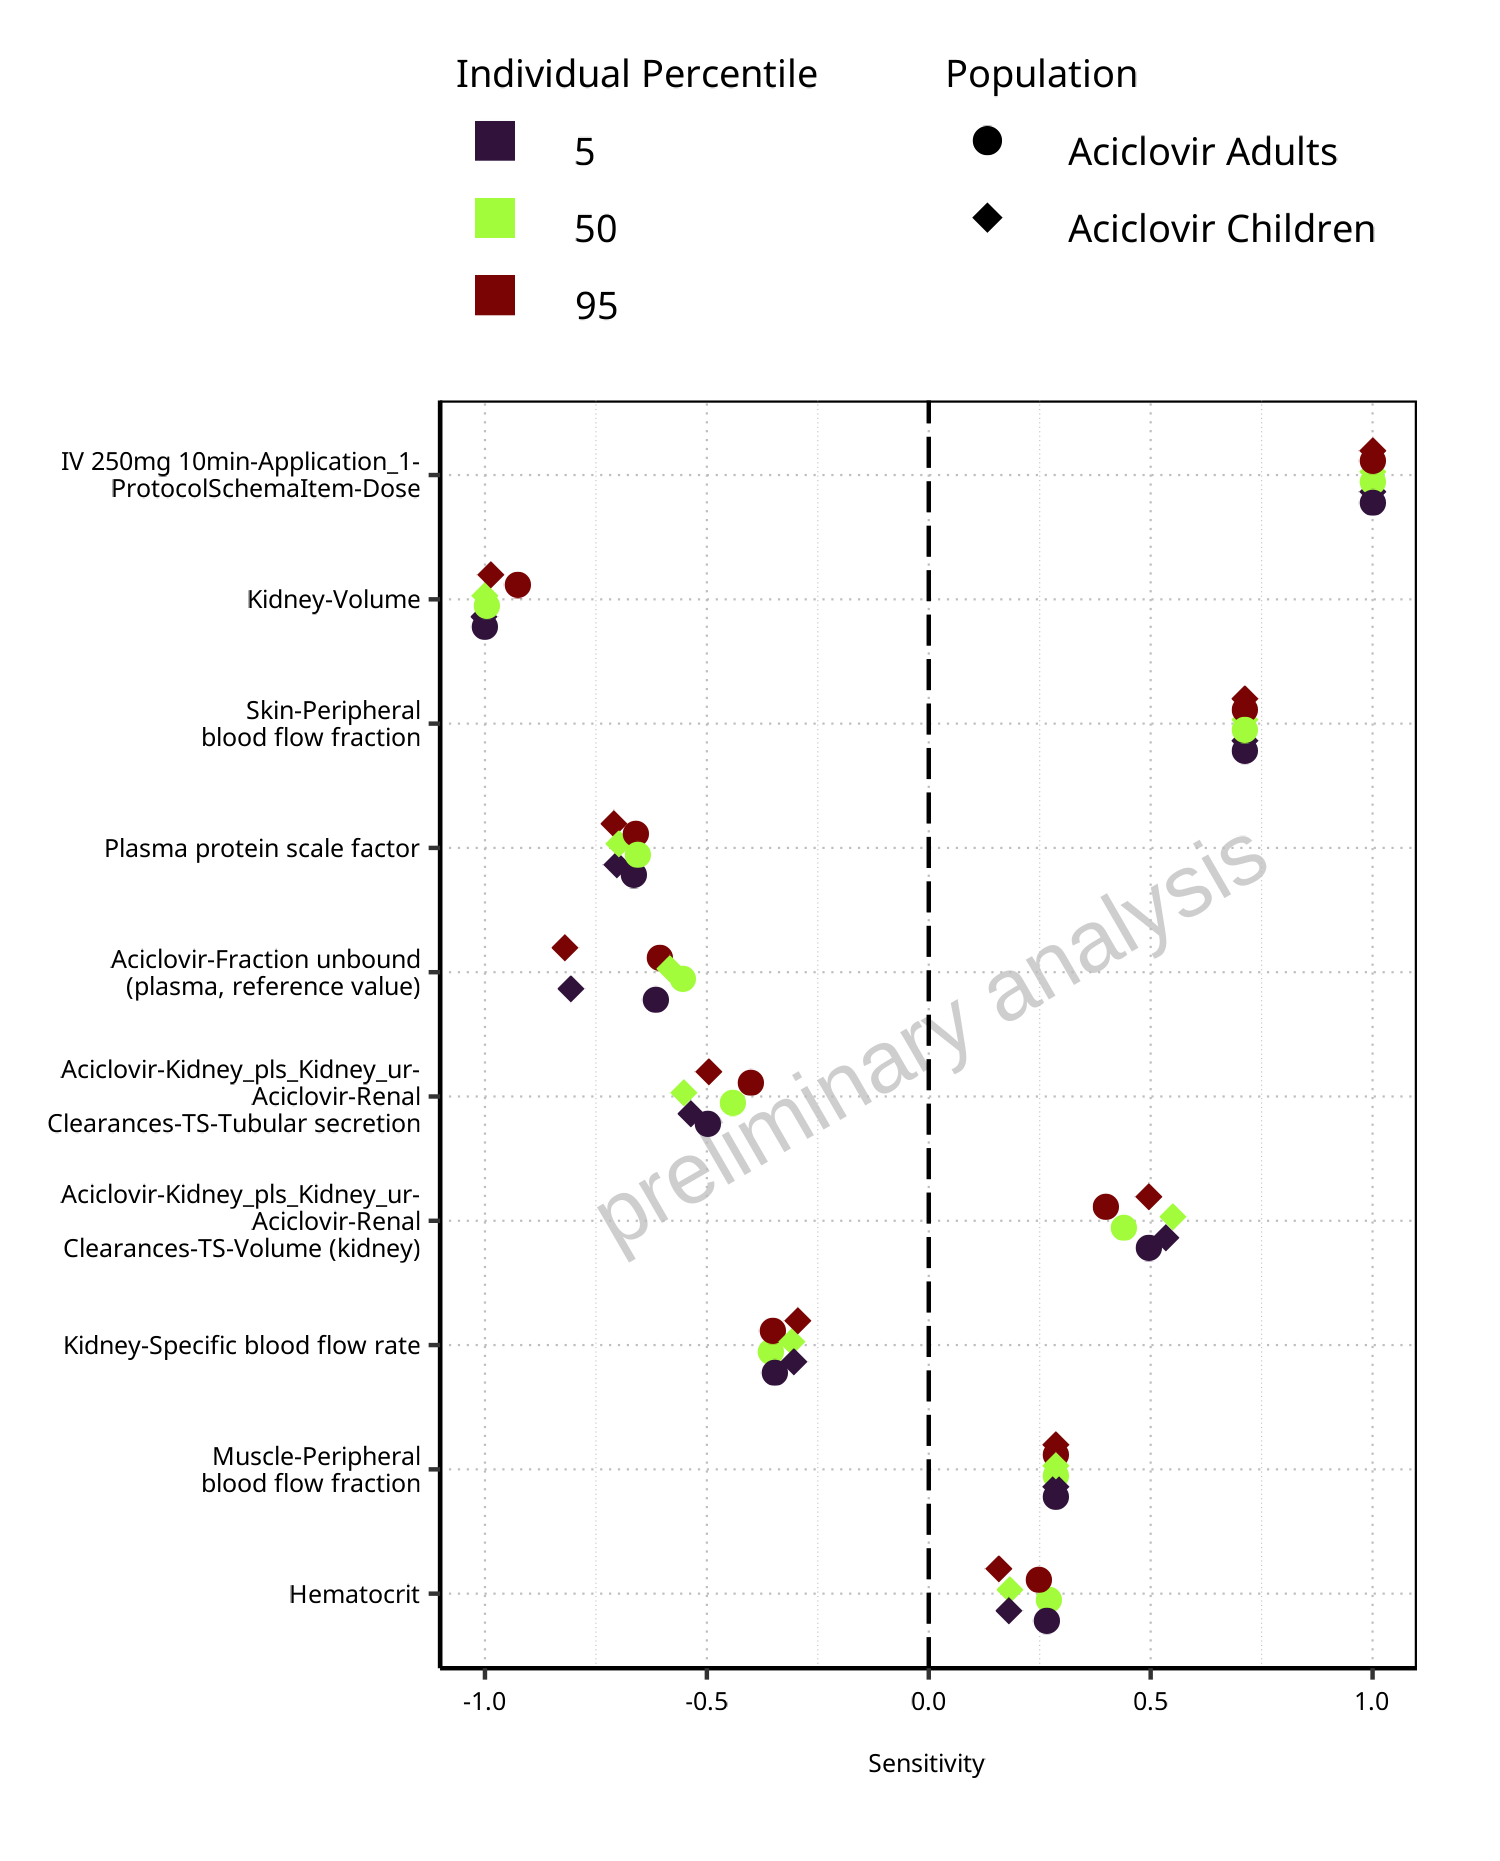 Individual Percentile
5
50
95
Population
Aciclovir Adults
Aciclovir Children
IV 250mg 10min-Application_1-
ProtocolSchemaItem-Dose
Kidney-Volume
Skin-Peripheral
blood flow fraction
Plasma protein scale factor
Aciclovir-Fraction unbound
(plasma, reference value)
Aciclovir-Kidney_pls_Kidney_ur-
Aciclovir-Renal
Clearances-TS-Tubular secretion
Aciclovir-Kidney_pls_Kidney_ur-
Aciclovir-Renal
Clearances-TS-Volume (kidney)
Kidney-Specific blood flow rate
Muscle-Peripheral
blood flow fraction
Hematocrit
preliminary analysis
-1.0 -0.5 0.0 0.5 1.0
Sensitivity